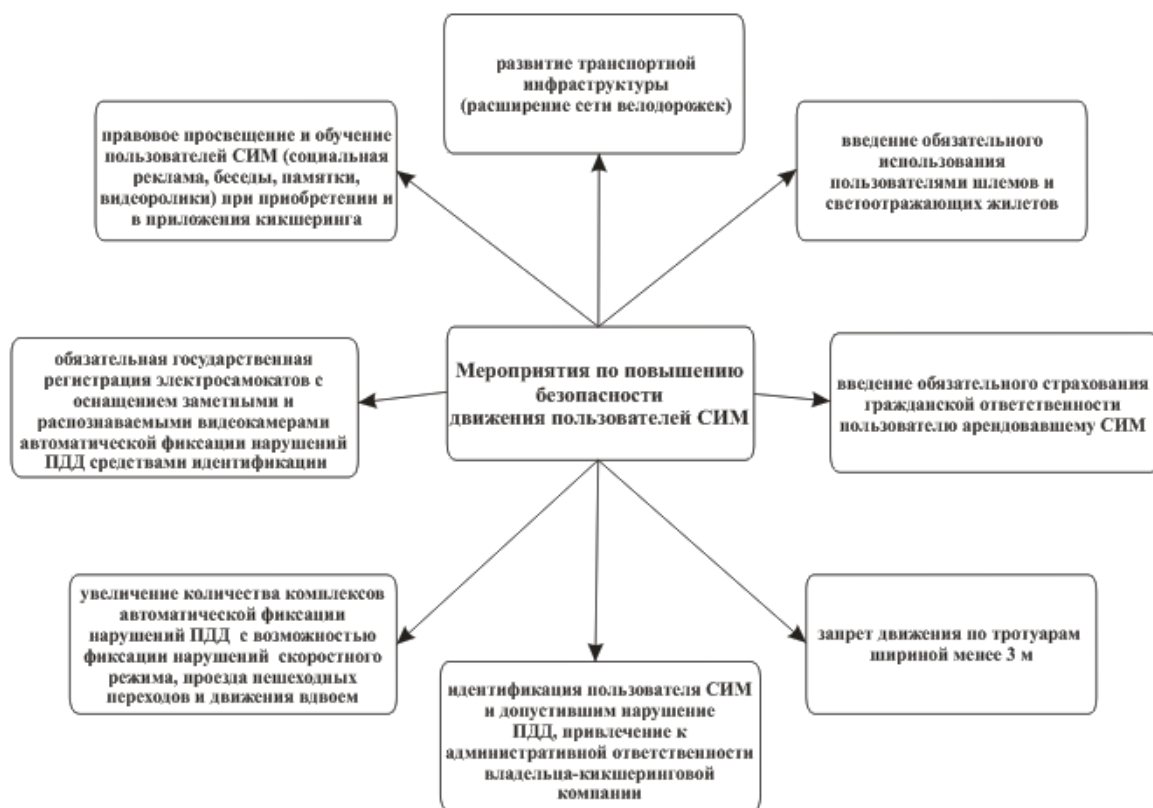 развитие транспортной
инфраструктуры
(расширение сети велодорожек)
правовое просвещение и обучение
пользователей СИМ (социальная
реклама, беседы, памятки,
видеоролики) при приобретении и
в приложения кикшеринга
введение обязательного
использования
пользователями шлемов и
светоотражающих жилетов
обязательная государственная
регистрация электросамокатов с
оснащением заметными и
распознаваемыми видеокамерами
автоматической фиксации нарушений
ПДД средствами идентификации
Мероприятия по повышению
безопасности
движения пользователей СИМ
введение обязательного страхования
гражданской ответственности
пользователю арендовавшему СИМ
увеличение количества комплексов
автоматической фиксации
нарушений ПДД с возможностью
фиксации нарушений скоростного
режима, проезда пешеходных
переходов и движения вдвоем
идентификация пользователя СИМ
и допустившим нарушение
ПДД, привлечение к
административной ответственности
владельца-кикшеринговой
компании
запрет движения по тротуарам
шириной менее 3 м